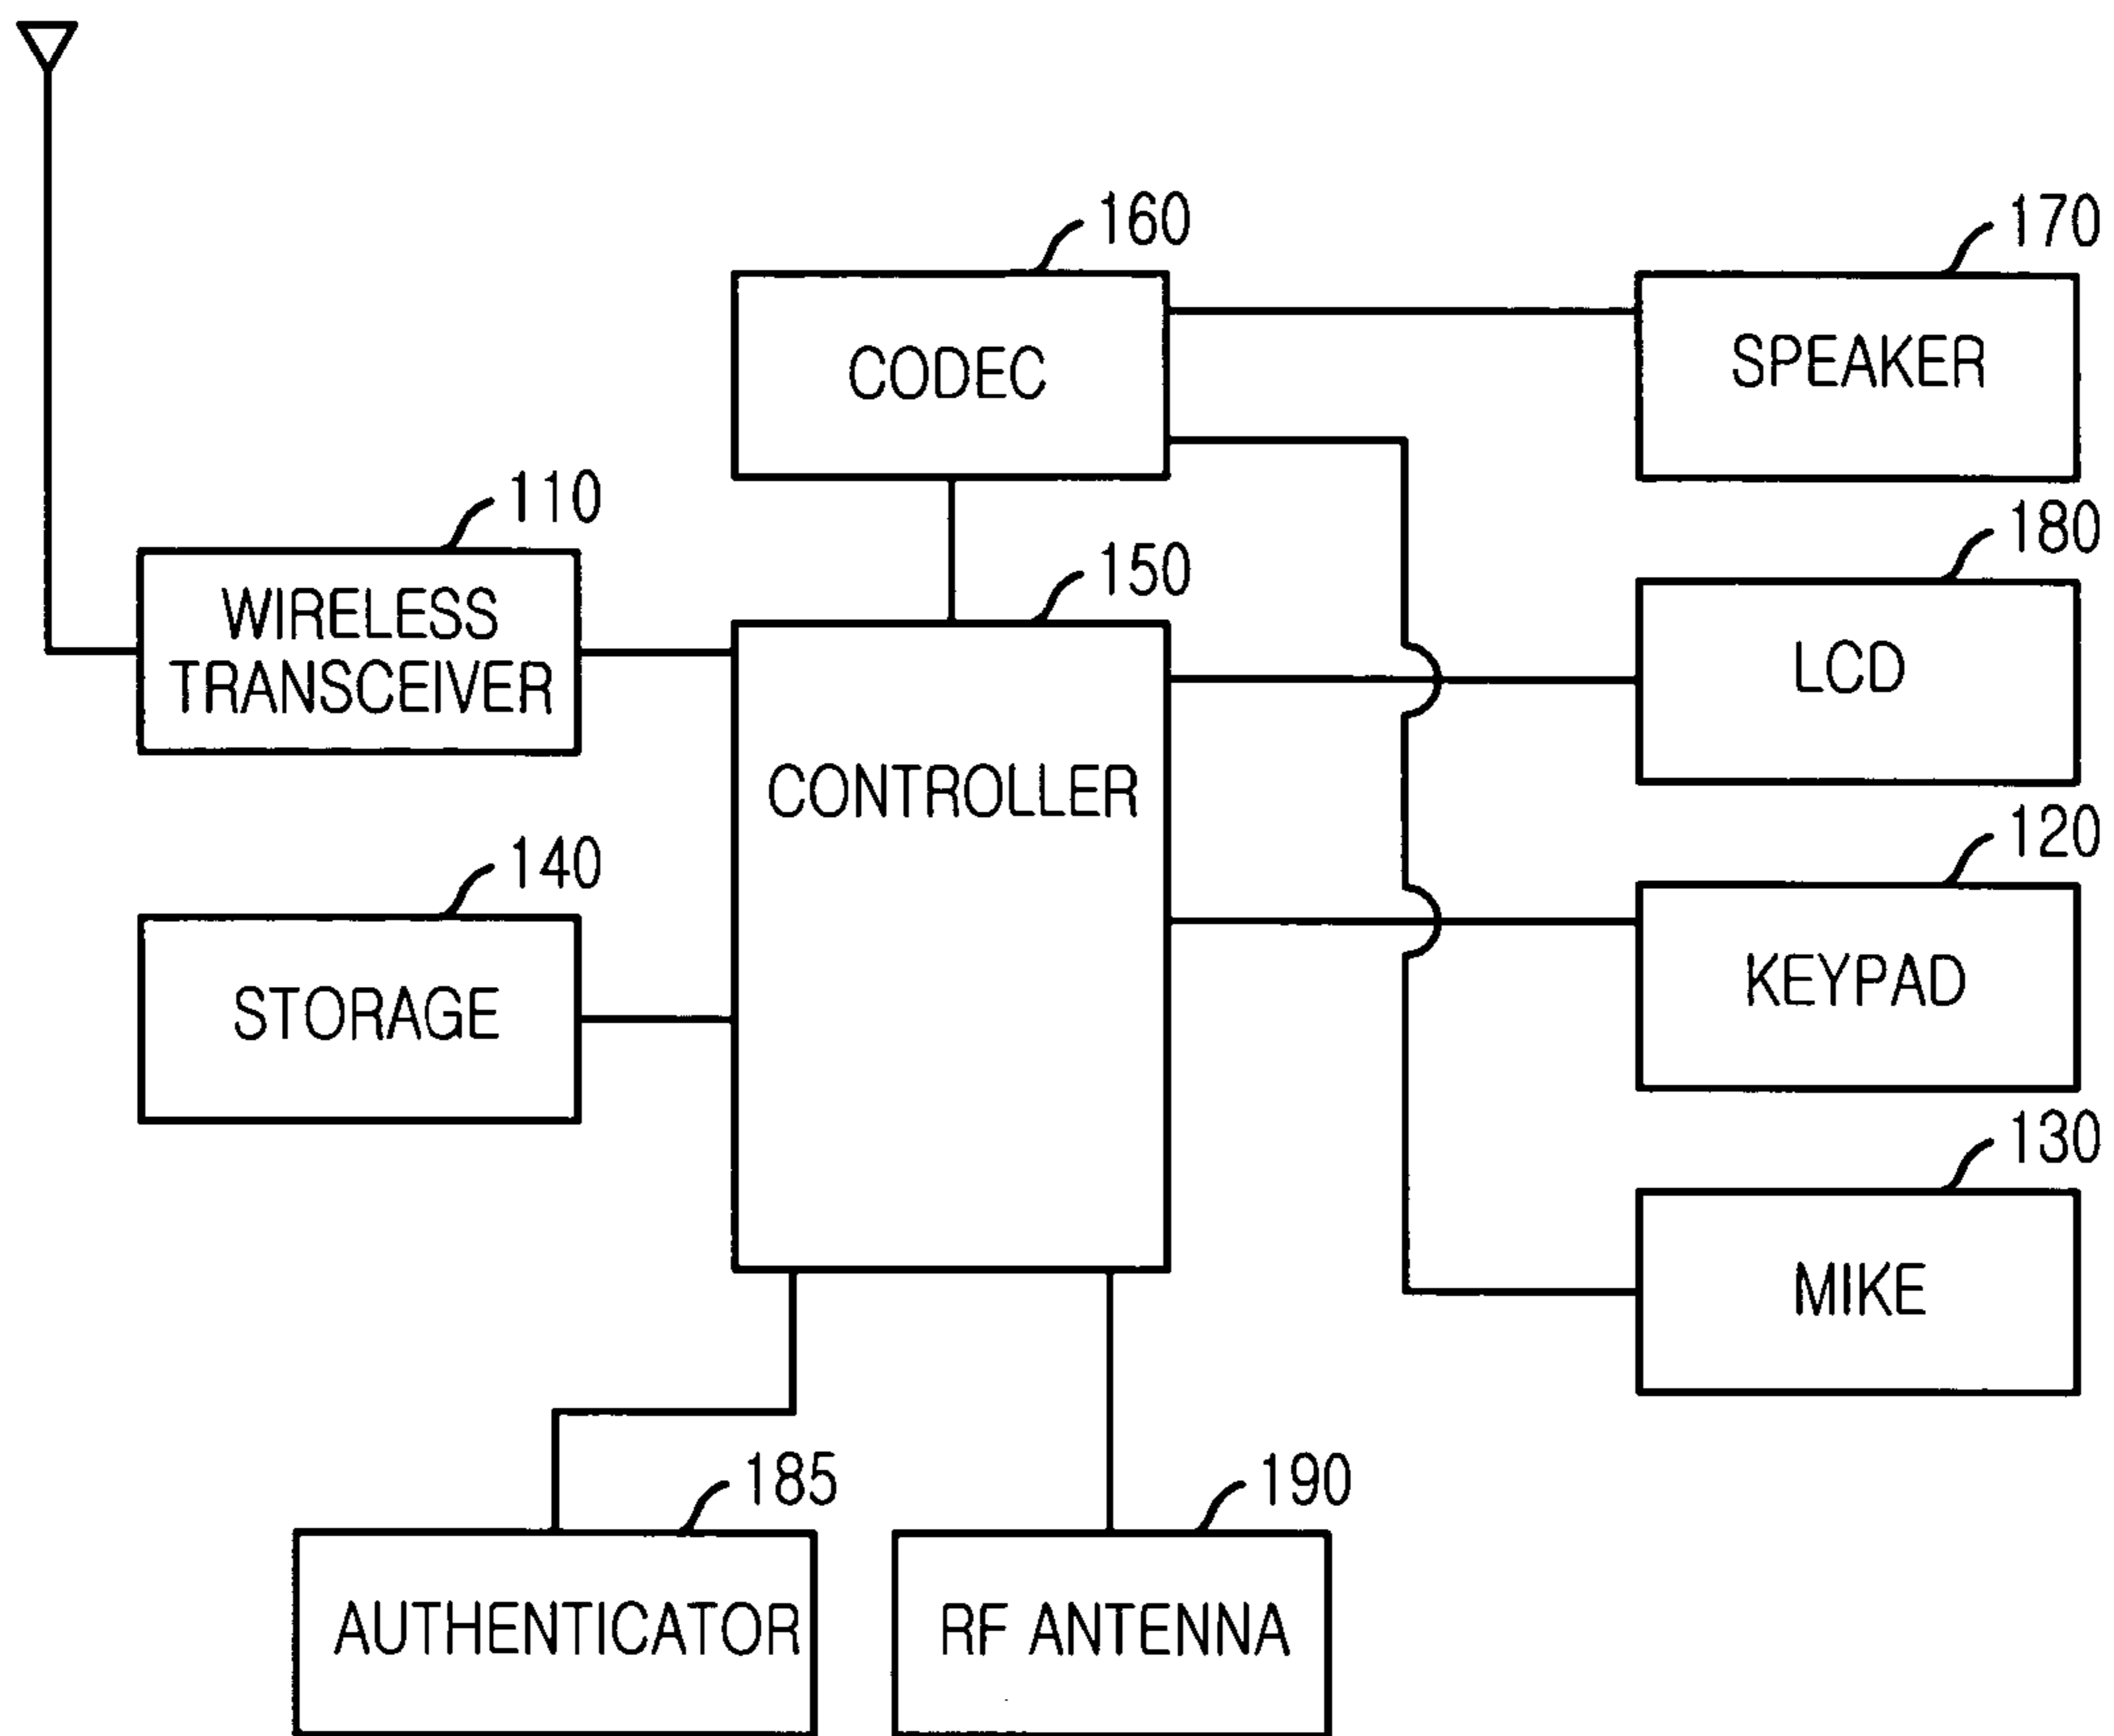 160
CODEC
170
SPEAKER
110
WIRELESS
TRANSCEIVER
150
CONTROLLER
180
LCD
140
STORAGE
120
KEYPAD
130
MIKE
185
AUTHENTICATOR
190
RF ANTENNA